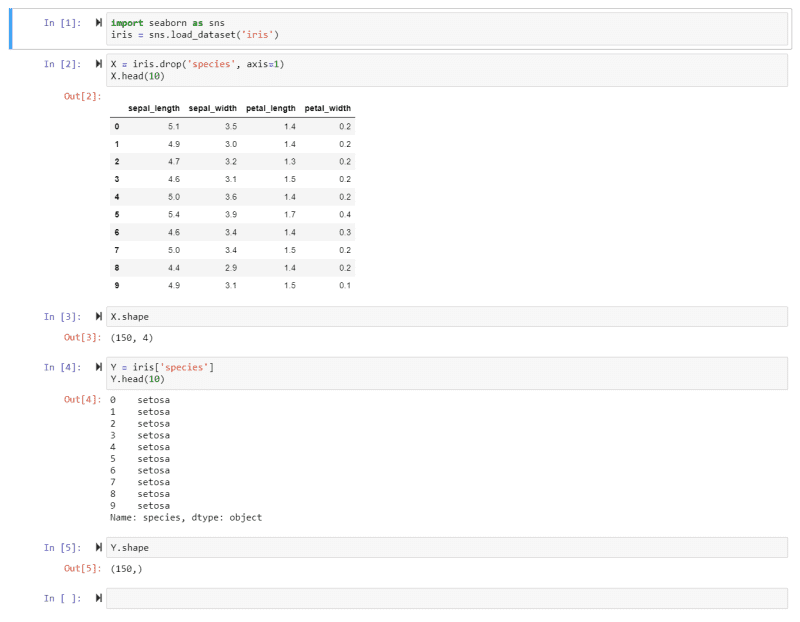 In [1]: import seaborn as sns
iris = sns.load_dataset('iris')
In [2]: X = iris.drop('species', axis=1)
X.head(10)
Out[2]:
sepal_length sepal_width petal_length petal_width
0 5.1 3.5 1.4 0.2
1 4.9 3.0 1.4 0.2
2 4.7 3.2 1.3 0.2
3 4.6 3.1 1.5 0.2
4 5.0 3.6 1.4 0.2
5 5.4 3.9 1.7 0.4
6 4.6 3.4 1.4 0.3
7 5.0 3.4 1.5 0.2
8 4.4 2.9 1.4 0.2
9 4.9 3.1 1.5 0.1
In [3]: X.shape
Out[3]: (150, 4)
In [4]: Y = iris['species']
Y.head(10)
Out[4]: 0 setosa
1 setosa
2 setosa
3 setosa
4 setosa
5 setosa
6 setosa
7 setosa
8 setosa
9 setosa
Name: species, dtype: object
In [5]: Y.shape
Out[5]: (150,)
In [ ]: